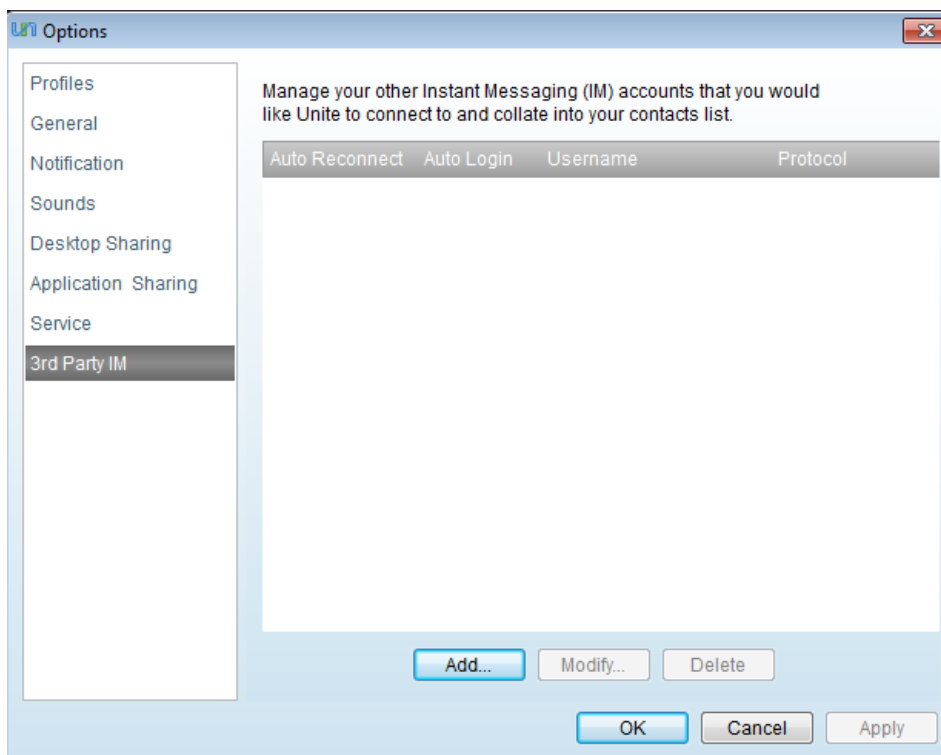 un Options
Profiles
General
Notification
Sounds
Desktop Sharing
Application Sharing
Service
3rd Party IM
Manage your other Instant Messaging (IM) accounts that you would
like Unite to connect to and collate into your contacts list.
Auto Reconnect Auto Login Username Protocol
Add... Modify... Delete
OK Cancel Apply